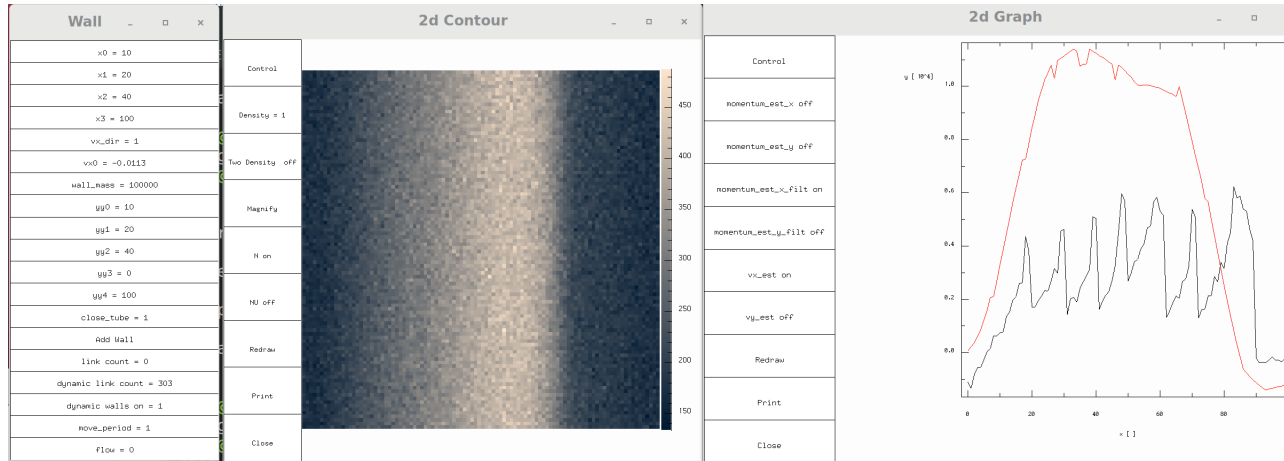 Wall
x0 = 10
x1 = 20
x2 = 40
x3 = 100
vx_dir = 1
vx0 = -0.0113
wall_mass = 100000
yy0 = 10
yy1 = 20
yy2 = 40
yy3 = 0
yy4 = 100
close_tube = 1
Add Wall
link count = 0
dynamic link count = 303
dynamic walls on = 1
move_period = 1
flow = 0
2d Contour
Control
Density = 1
Two Density off
Magnify
N on
NU off
Redraw
Print
Close
450
400
350
300
250
200
150
2d Graph
Control
momentum_est_x off
momentum_est_y off
momentum_est_x_filt on
momentum_est_y_filt off
vx_est on
vy_est off
Redraw
Print
Close
y [ 10^4]
1.0
0.8
0.6
0.4
0.2
0.0
0 20 40 60 80
x [ ]